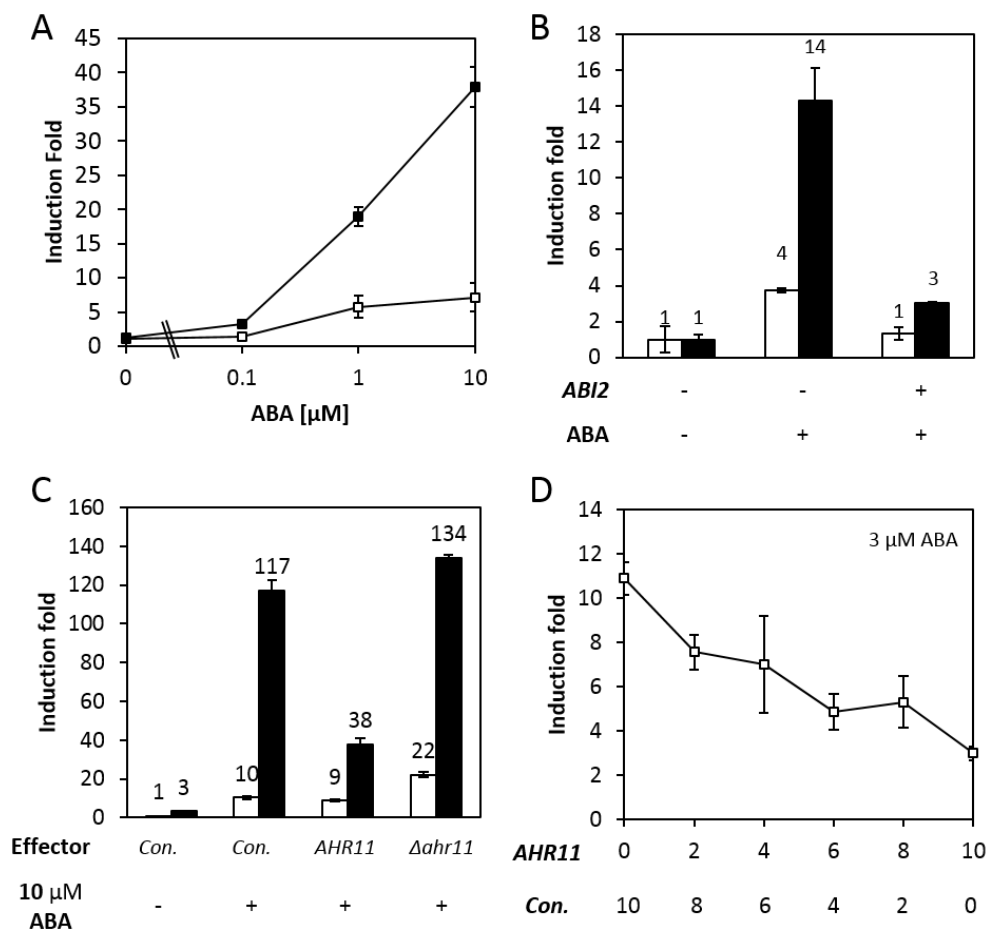 A
Induction Fold
45
40
35
30
25
20
15
10
5
0
0 0.1 1 10
ABA [µM]
B
Induction fold
18
16
14
12
10
8
6
4
2
0
1 1 4 14 1 3
ABI2 - - +
ABA - + +
C
Induction fold
160
140
120
100
80
60
40
20
0
1 3 10 117 9 38 22 134
Effector Con. Con. AHR11 Δahr11
10 µM
ABA - + + +
D
Induction fold
14
12
10
8
6
4
2
0
3 µM ABA
AHR11 0 2 4 6 8 10
Con. 10 8 6 4 2 0